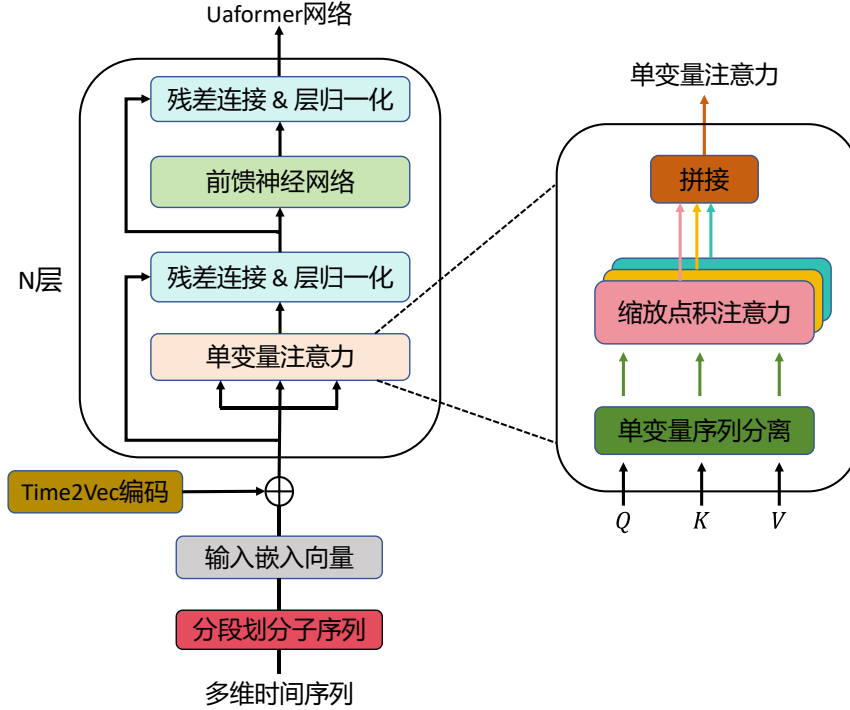 Uaformer网络
残差连接 & 层归一化
前馈神经网络
残差连接 & 层归一化
N层
单变量注意力
Time2Vec编码
输入嵌入向量
分段划分子序列
多维时间序列
单变量注意力
拼接
缩放点积注意力
单变量序列分离
Q K V